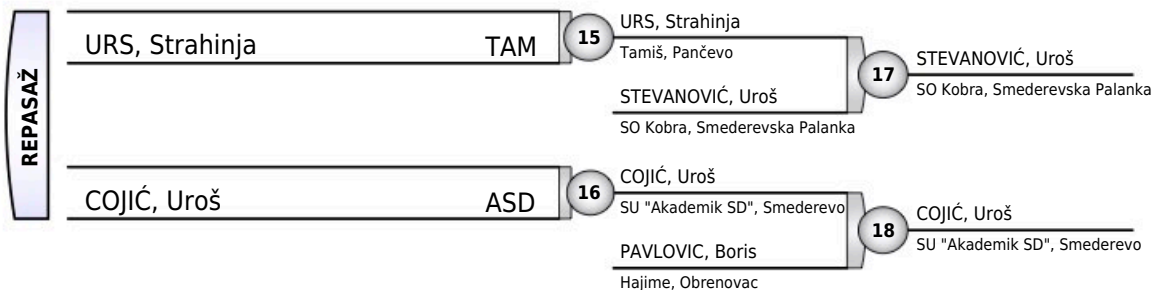 REPASAŽ
URS, Strahinja TAM
15
URS, Strahinja
Tamiš, Pančevo
STEVANOVIĆ, Uroš
SO Kobra, Smederevska Palanka
17
STEVANOVIĆ, Uroš
SO Kobra, Smederevska Palanka
COJIĆ, Uroš ASD
16
COJIĆ, Uroš
SU "Akademik SD", Smederevo
PAVLOVIC, Boris
Hajime, Obrenovac
18
COJIĆ, Uroš
SU "Akademik SD", Smederevo